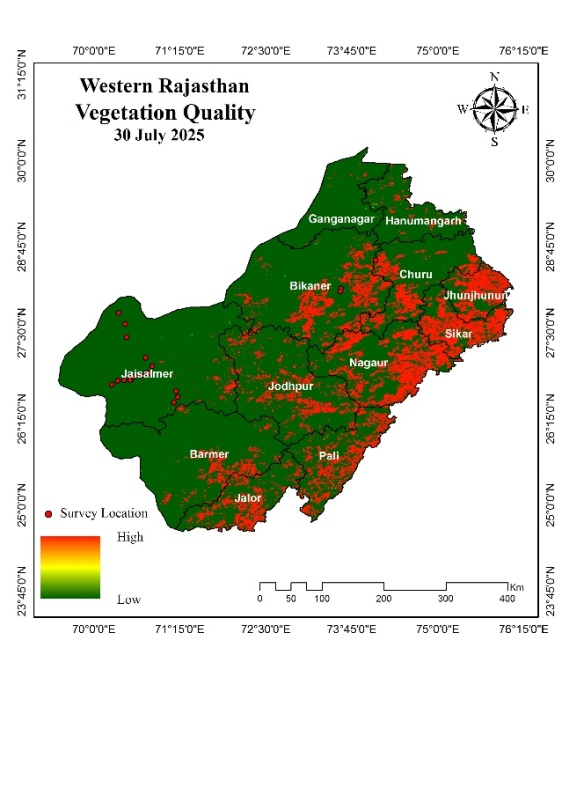 70°0'0"E 71°15'0"E 72°30'0"E 73°45'0"E 75°0'0"E 76°15'0"E
31°15'0"N
30°0'0"N
28°45'0"N
27°30'0"N
26°15'0"N
25°0'0"N
23°45'0"N
Western Rajasthan
Vegetation Quality
30 July 2025
N
W E
S
Ganganagar Hanumangarh
Bikaner Churu
Jhunjhunun
Sikar
Nagaur
Jaisalmer
Jodhpur
Barmer Pali
Jalor
Survey Location
High
Low
Km
0 50 100 200 300 400
31°15'0"N
30°0'0"N
28°45'0"N
27°30'0"N
26°15'0"N
25°0'0"N
23°45'0"N
70°0'0"E 71°15'0"E 72°30'0"E 73°45'0"E 75°0'0"E 76°15'0"E